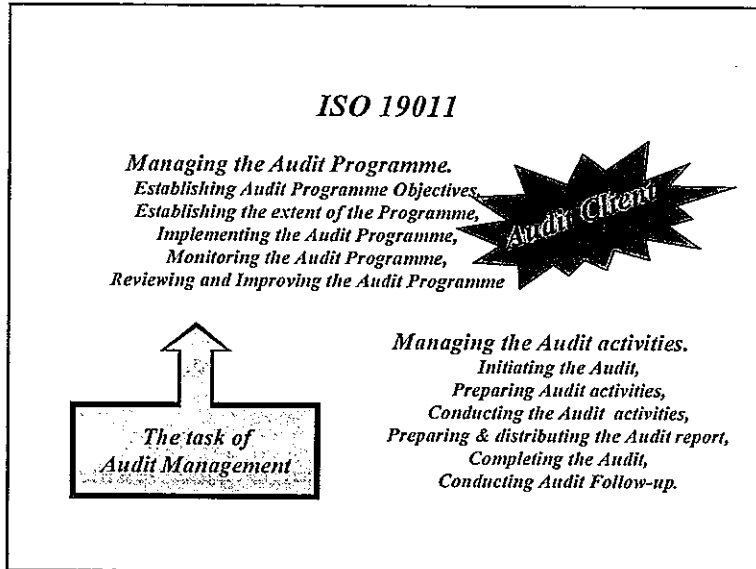 ISO 19011
Managing the Audit Programme.
Establishing Audit Programme Objectives,
Establishing the extent of the Programme,
Implementing the Audit Programme,
Monitoring the Audit Programme,
Reviewing and Improving the Audit Programme
Audit Client
The task of
Audit Management
Managing the Audit activities.
Initiating the Audit,
Preparing Audit activities,
Conducting the Audit activities,
Preparing & distributing the Audit report,
Completing the Audit,
Conducting Audit Follow-up.